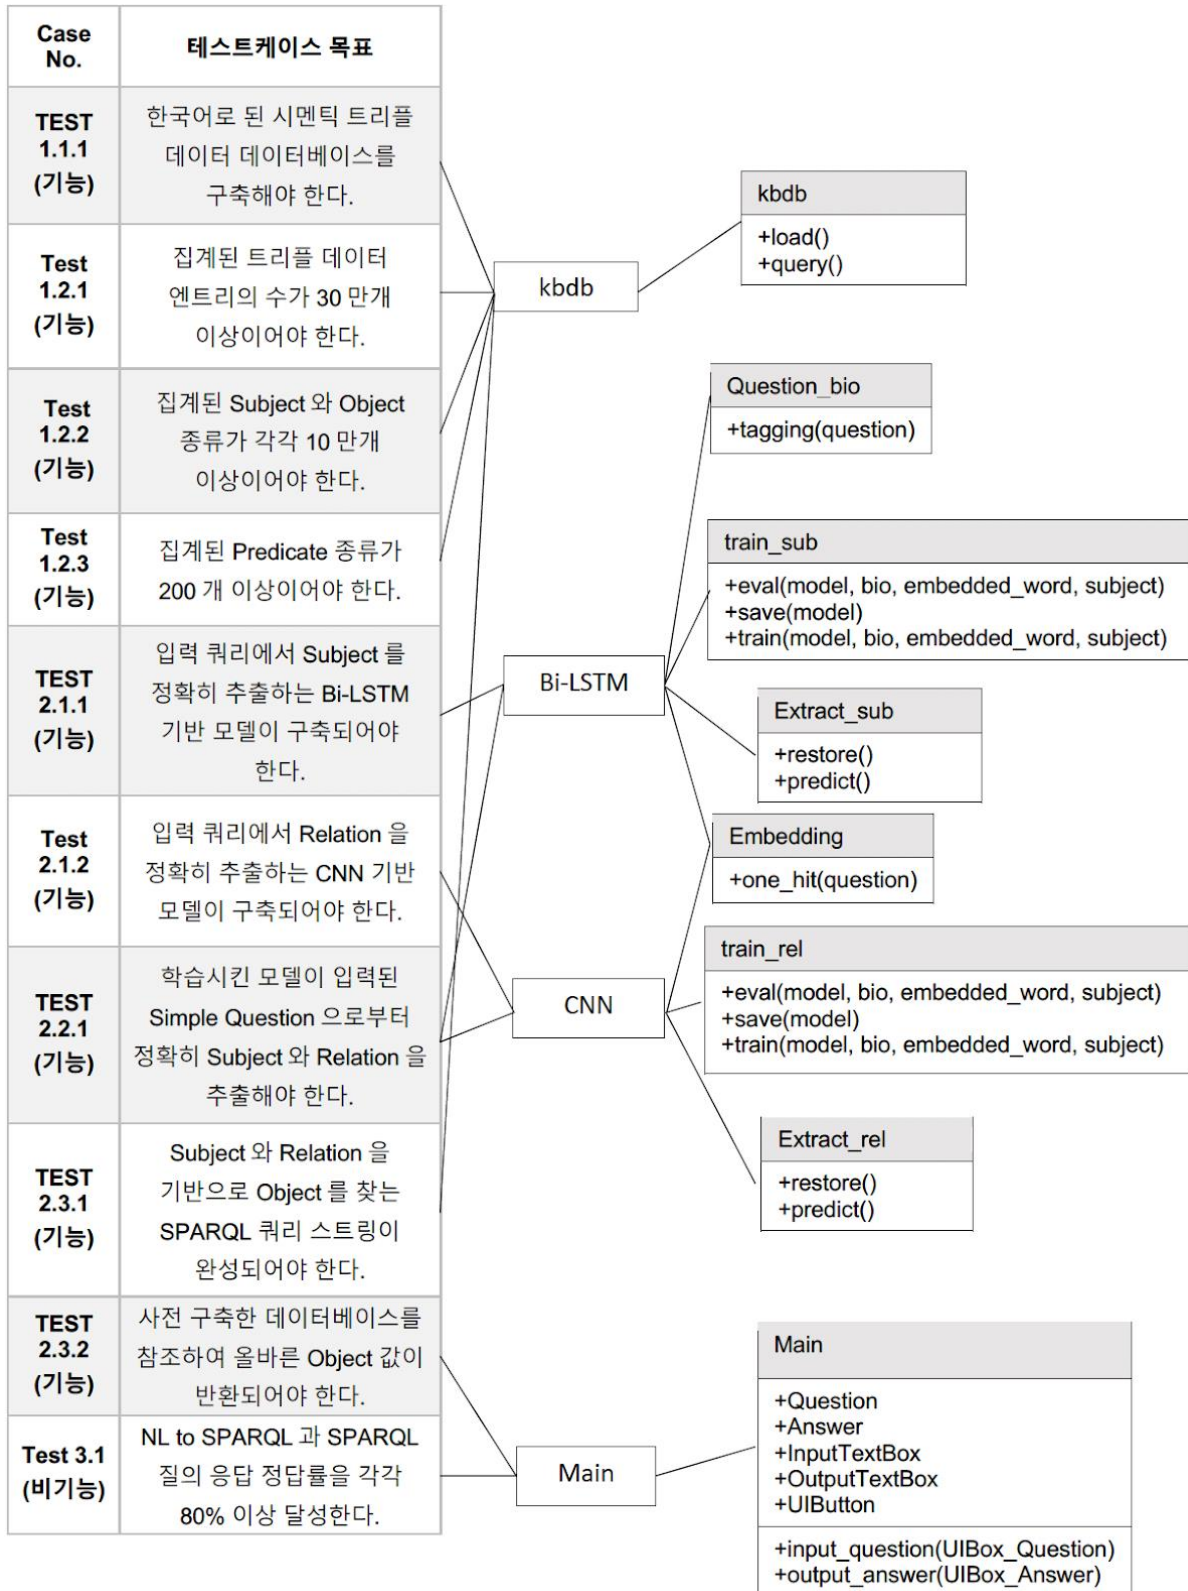 Case
No.
테스트케이스 목표
TEST
1.1.1
(기능)
한국어로 된 시멘틱 트리플
데이터 데이터베이스를
구축해야 한다.
Test
1.2.1
(기능)
집계된 트리플 데이터
엔트리의 수가 30 만개
이상이어야 한다.
Test
1.2.2
(기능)
집계된 Subject 와 Object
종류가 각각 10 만개
이상이어야 한다.
Test
1.2.3
(기능)
집계된 Predicate 종류가
200 개 이상이어야 한다.
TEST
2.1.1
(기능)
입력 쿼리에서 Subject 를
정확히 추출하는 Bi-LSTM
기반 모델이 구축되어야
한다.
Test
2.1.2
(기능)
입력 쿼리에서 Relation 을
정확히 추출하는 CNN 기반
모델이 구축되어야 한다.
TEST
2.2.1
(기능)
학습시킨 모델이 입력된
Simple Question 으로부터
정확히 Subject 와 Relation 을
추출해야 한다.
TEST
2.3.1
(기능)
Subject 와 Relation 을
기반으로 Object 를 찾는
SPARQL 쿼리 스트링이
완성되어야 한다.
TEST
2.3.2
(기능)
사전 구축한 데이터베이스를
참조하여 올바른 Object 값이
반환되어야 한다.
Test 3.1
(비기능)
NL to SPARQL 과 SPARQL
질의 응답 정답률을 각각
80% 이상 달성한다.
kbdb
Bi-LSTM
CNN
Main
kbdb
+load()
+query()
Question_bio
+tagging(question)
train_sub
+eval(model, bio, embedded_word, subject)
+save(model)
+train(model, bio, embedded_word, subject)
Extract_sub
+restore()
+predict()
Embedding
+one_hit(question)
train_rel
+eval(model, bio, embedded_word, subject)
+save(model)
+train(model, bio, embedded_word, subject)
Extract_rel
+restore()
+predict()
Main
+Question
+Answer
+InputTextBox
+OutputTextBox
+UIButton
+input_question(UIBox_Question)
+output_answer(UIBox_Answer)